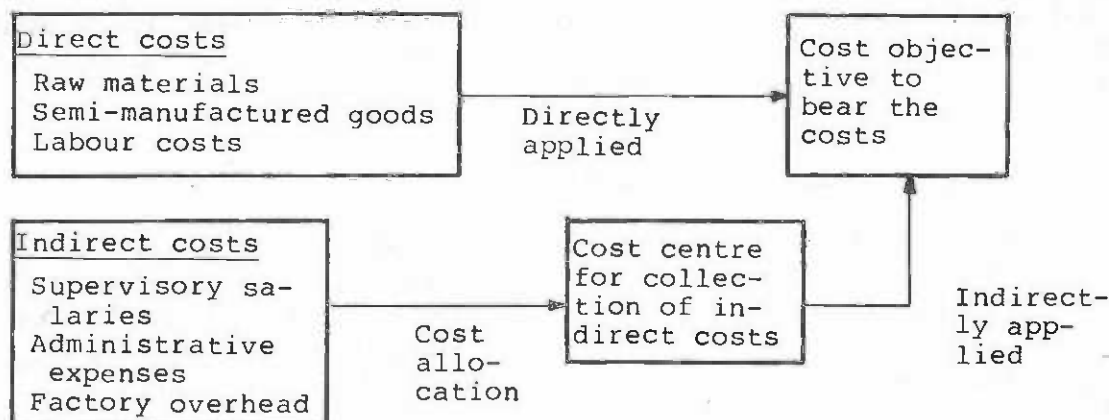 Direct costs
Raw materials
Semi-manufactured goods
Labour costs
Directly
applied
Cost objec-
tive to
bear the
costs
Indirect costs
Supervisory sa-
laries
Administrative
expenses
Factory overhead
Cost
allo-
cation
Cost centre
for collec-
tion of in-
direct costs
Indirect-
ly app-
lied